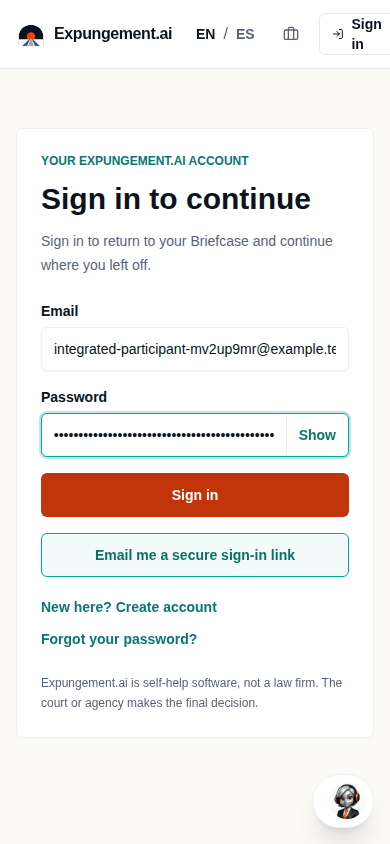 Expungement.ai
EN / ES
Sign in
YOUR EXPUNGEMENT.AI ACCOUNT
Sign in to continue
Sign in to return to your Briefcase and continue
where you left off.
Email
integrated-participant-mv2up9mr@example.te
Password
••••••••••••••••••••••••••••••••••••••••••••
Show
Sign in
Email me a secure sign-in link
New here? Create account
Forgot your password?
Expungement.ai is self-help software, not a law firm. The
court or agency makes the final decision.